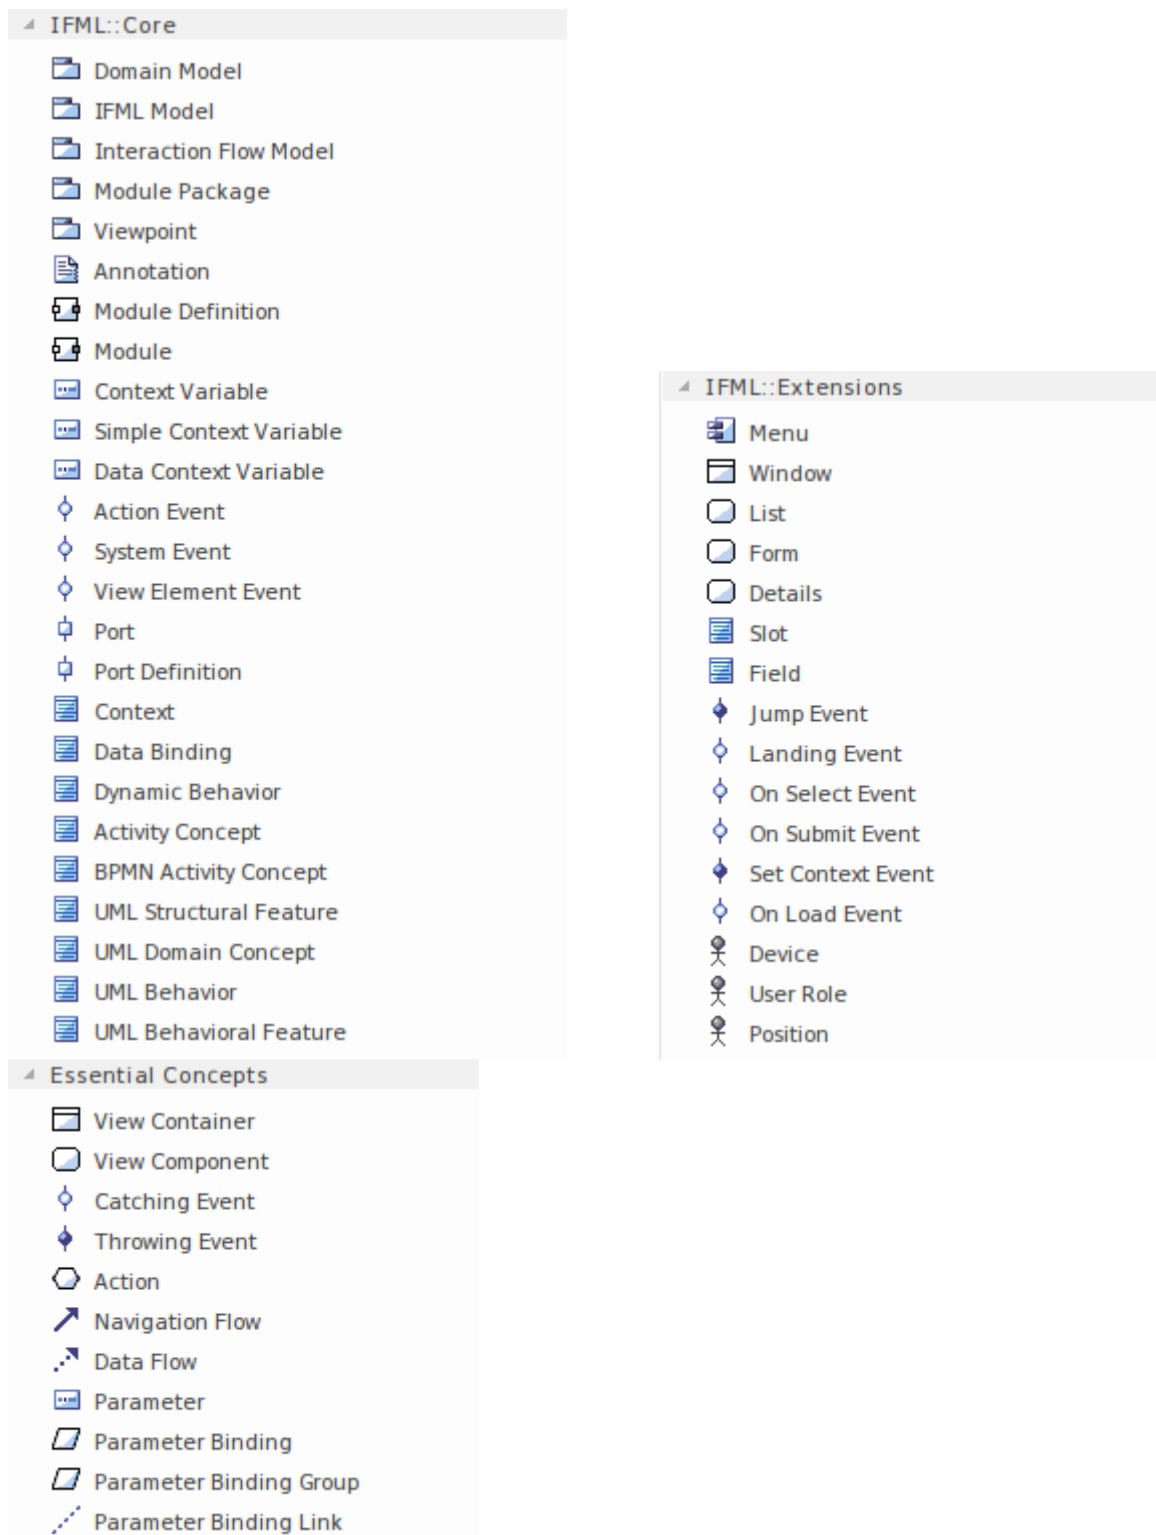 IFML::Core
Domain Model
IFML Model
Interaction Flow Model
Module Package
Viewpoint
Annotation
Module Definition
Module
Context Variable
Simple Context Variable
Data Context Variable
Action Event
System Event
View Element Event
Port
Port Definition
Context
Data Binding
Dynamic Behavior
Activity Concept
BPMN Activity Concept
UML Structural Feature
UML Domain Concept
UML Behavior
UML Behavioral Feature
Essential Concepts
View Container
View Component
Catching Event
Throwing Event
Action
Navigation Flow
Data Flow
Parameter
Parameter Binding
Parameter Binding Group
Parameter Binding Link
IFML::Extensions
Menu
Window
List
Form
Details
Slot
Field
Jump Event
Landing Event
On Select Event
On Submit Event
Set Context Event
On Load Event
Device
User Role
Position